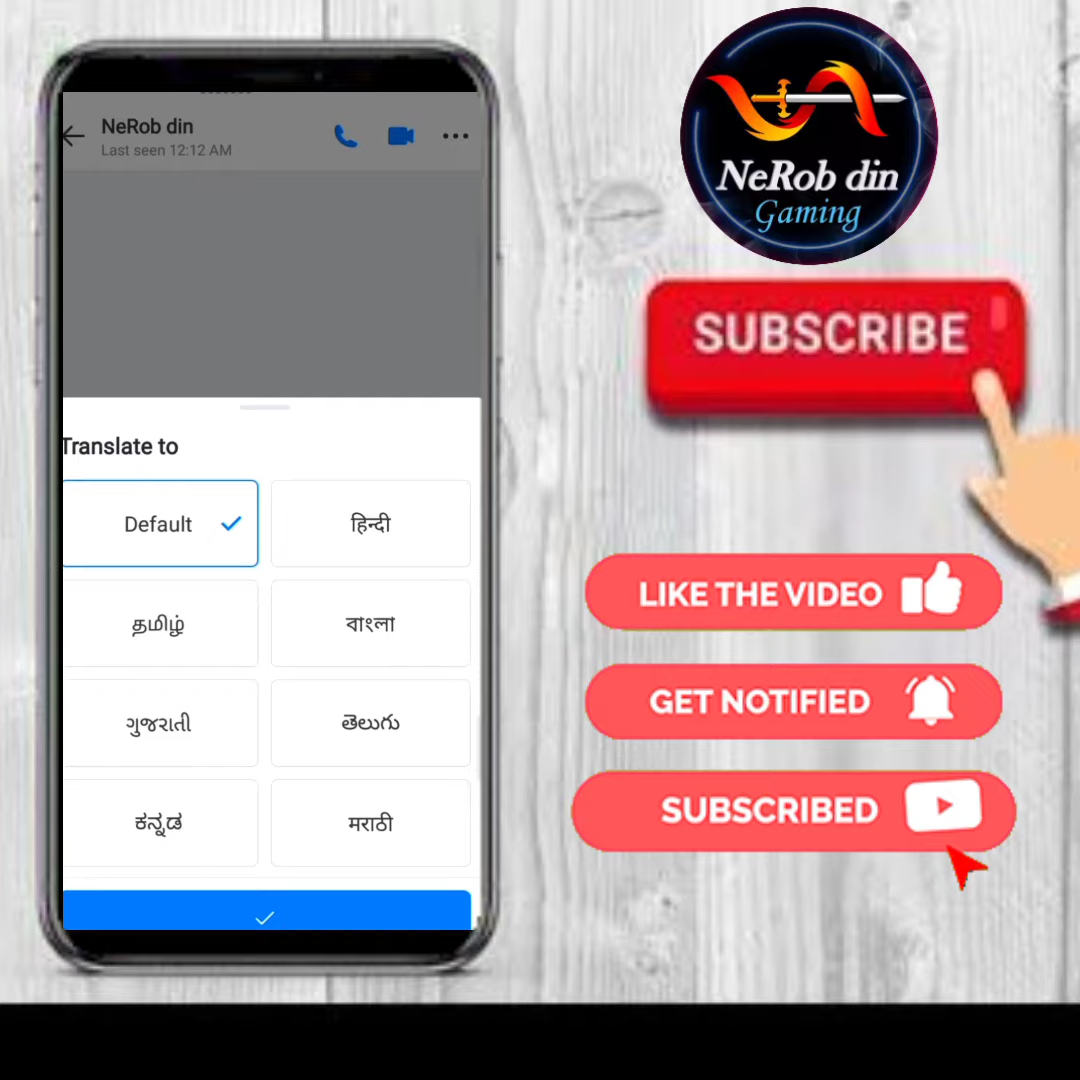 NeRob din
Last seen 12:12 AM
Translate to
Default
हिन्दी
தமிழ்
বাংলা
ગુજરાતી
తెలుగు
ಕನ್ನಡ
मराठी
NeRob din
Gaming
SUBSCRIBE
LIKE THE VIDEO
GET NOTIFIED
SUBSCRIBED